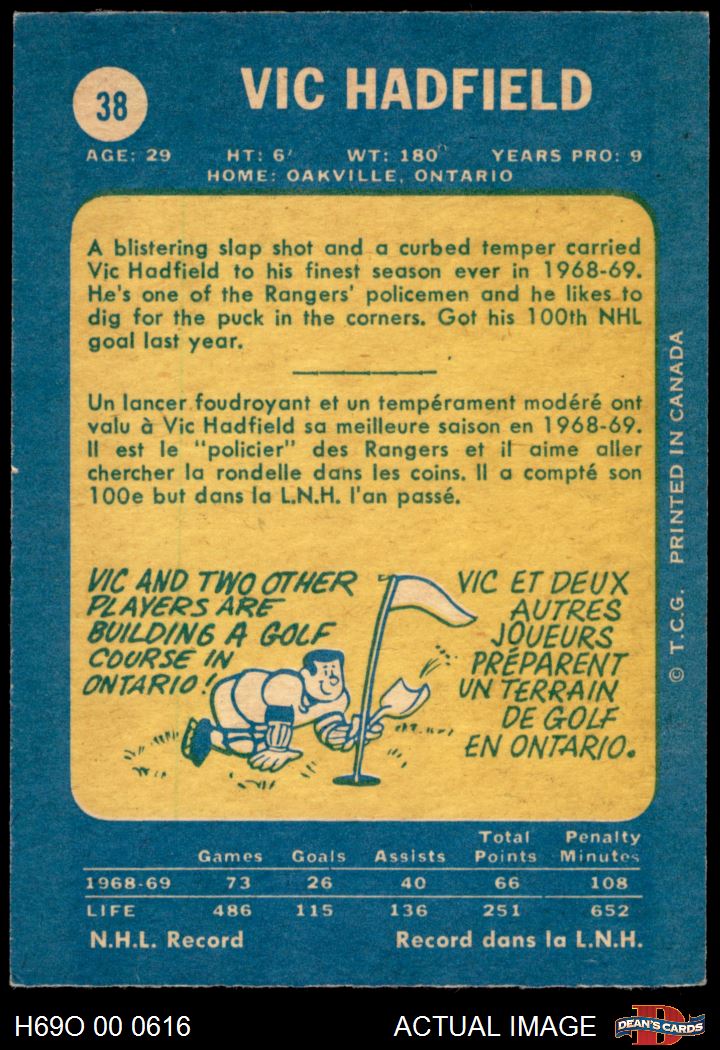 38
VIC HADFIELD
AGE: 29 HT: 6' WT: 180 YEARS PRO: 9
HOME: OAKVILLE, ONTARIO
A blistering slap shot and a curbed temper carried
Vic Hadfield to his finest season ever in 1968-69.
He's one of the Rangers' policemen and he likes to
dig for the puck in the corners. Got his 100th NHL
goal last year.
Un lancer foudroyant et un tempérament modéré ont
valu à Vic Hadfield sa meilleure saison en 1968-69.
Il est le "policier" des Rangers et il aime aller
chercher la rondelle dans les coins. Il a compté son
100e but dans la L.N.H. l'an passé.
VIC AND TWO OTHER
PLAYERS ARE
BUILDING A GOLF
COURSE IN
ONTARIO!
VIC ET DEUX
AUTRES
JOUEURS
PRÉPARENT
UN TERRAIN
DE GOLF
EN ONTARIO.
© T.C.G. PRINTED IN CANADA
Games Goals Assists Total Points Penalty Minutes
1968-69 73 26 40 66 108
LIFE 486 115 136 251 652
N.H.L. Record Record dans la L.N.H.
H69O 00 0616 ACTUAL IMAGE D DEAN'S CARDS